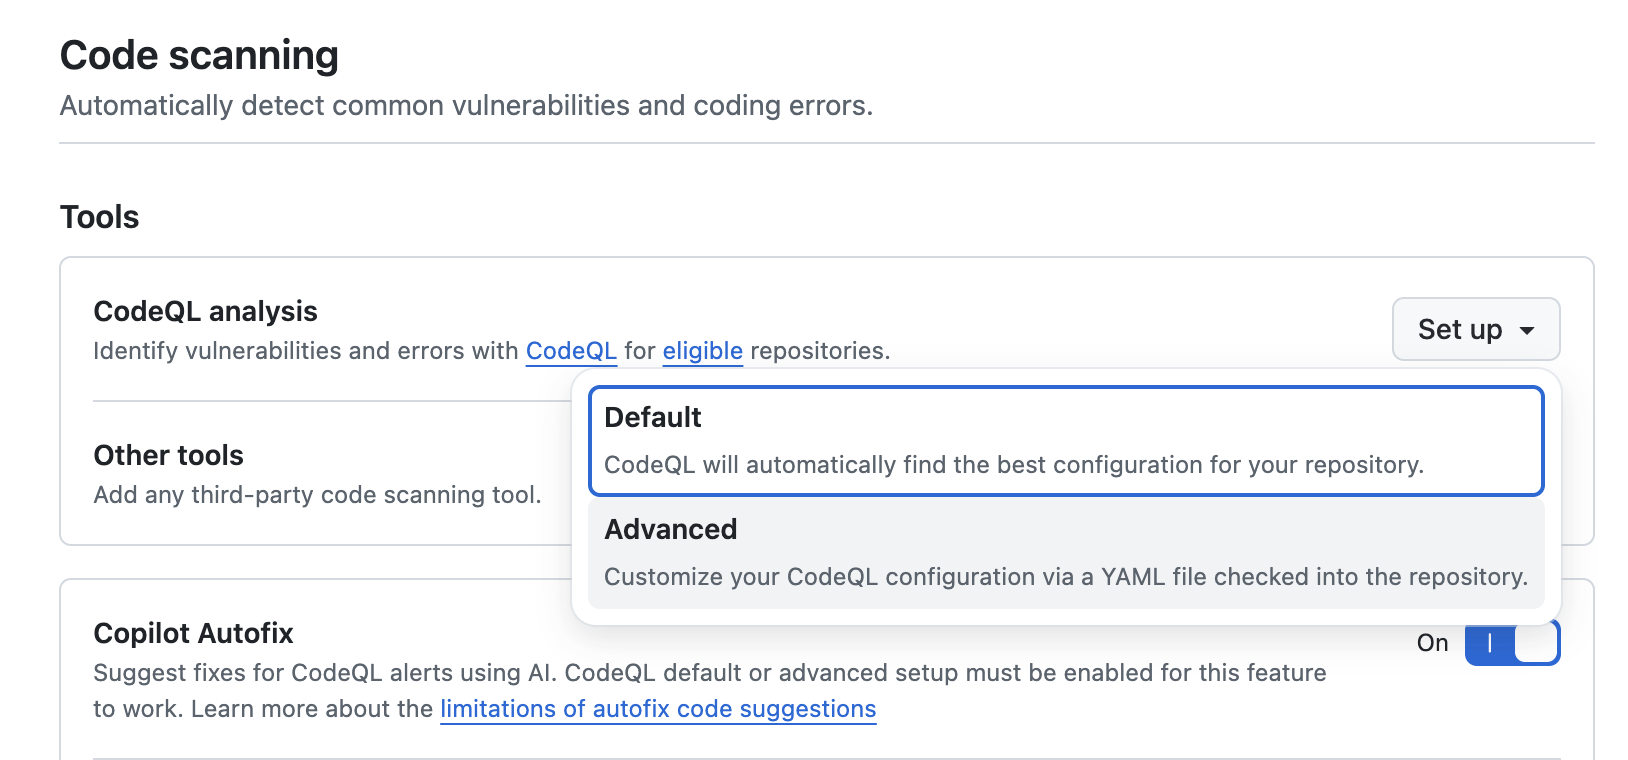 Code scanning
Automatically detect common vulnerabilities and coding errors.
Tools
CodeQL analysis
Identify vulnerabilities and errors with CodeQL for eligible repositories.
Set up
Default
CodeQL will automatically find the best configuration for your repository.
Advanced
Customize your CodeQL configuration via a YAML file checked into the repository.
Other tools
Add any third-party code scanning tool.
Copilot Autofix
On
Suggest fixes for CodeQL alerts using AI. CodeQL default or advanced setup must be enabled for this feature
to work. Learn more about the limitations of autofix code suggestions